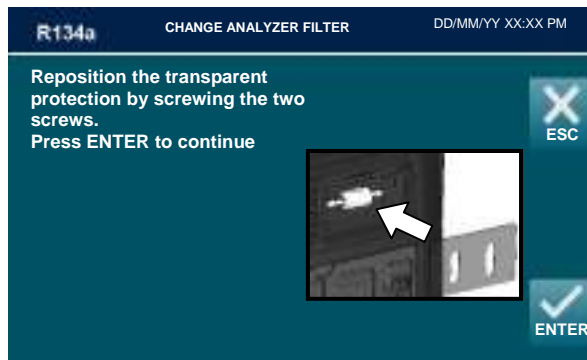 R134a
CHANGE ANALYZER FILTER
DD/MM/YY XX:XX PM
Reposition the transparent
protection by screwing the two
screws.
Press ENTER to continue
ESC
ENTER